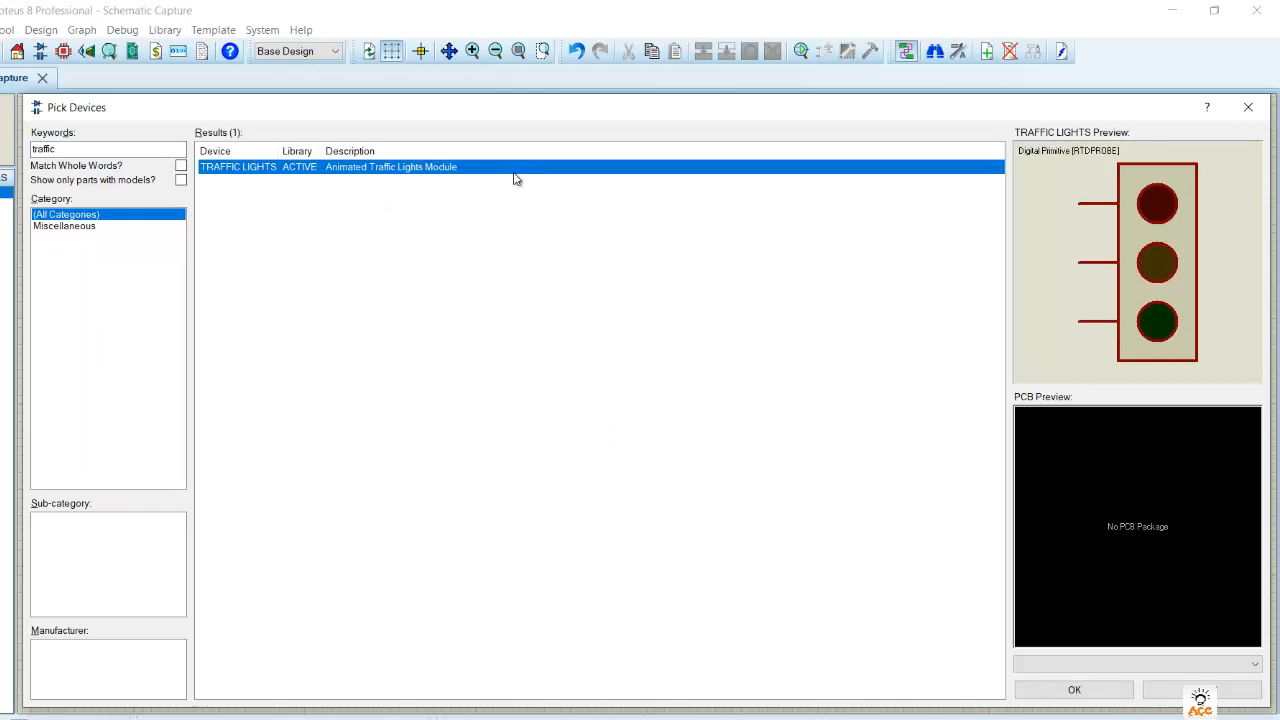 oteus 8 Professional - Schematic Capture
ool Design Graph Debug Library Template System Help
Base Design
apture
Pick Devices
Keywords:
traffic
Match Whole Words?
Show only parts with models?
Category:
(All Categories)
Miscellaneous
Sub-category:
Manufacturer:
Results (1):
Device Library Description
TRAFFIC LIGHTS ACTIVE Animated Traffic Lights Module
TRAFFIC LIGHTS Preview:
Digital Primitive [RTDPROBE]
PCB Preview:
No PCB Package
OK
Acc